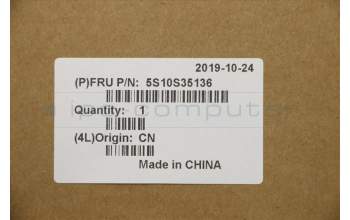 2019-10-24
(P)FRU P/N: 5S10S35136
Quantity: 1
(4L)Origin: CN
Made in CHINA